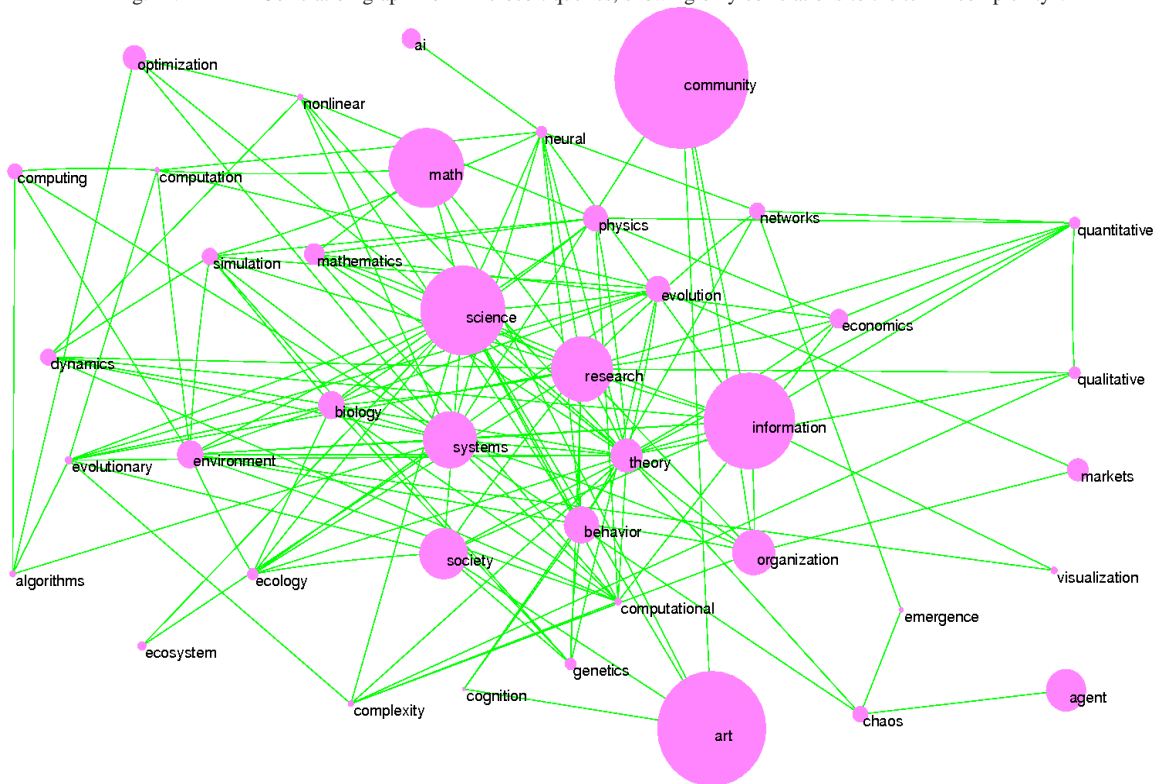 ai
optimization
community
nonlinear
neural
math
computing
computation
networks
physics
quantitative
mathematics
simulation
evolution
science
economics
dynamics
research
qualitative
biology
information
systems
theory
environment
evolutionary
markets
behavior
society
organization
algorithms
ecology
visualization
computational
emergence
ecosystem
genetics
cognition
agent
complexity
chaos
art